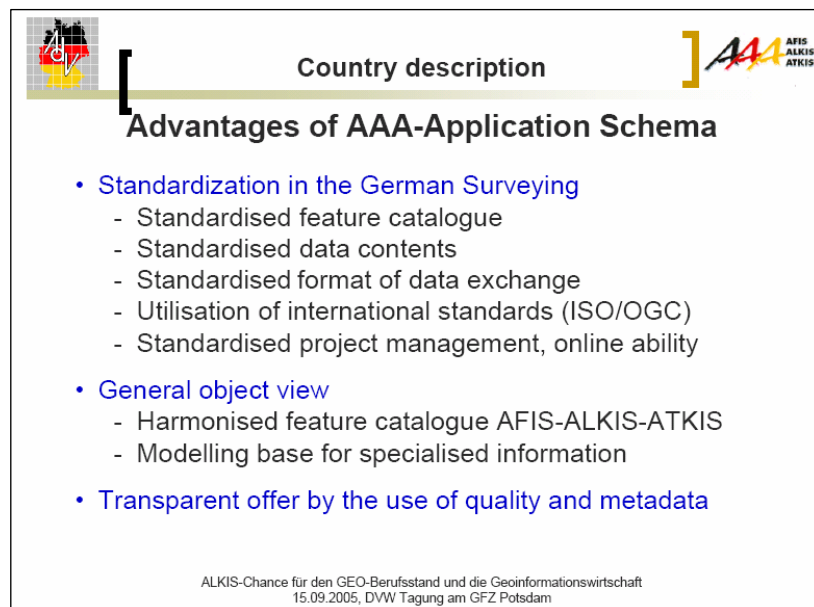 AdV
Country description
AAA AFIS
ALKIS
ATKIS
Advantages of AAA-Application Schema
• Standardization in the German Surveying
- Standardised feature catalogue
- Standardised data contents
- Standardised format of data exchange
- Utilisation of international standards (ISO/OGC)
- Standardised project management, online ability
• General object view
- Harmonised feature catalogue AFIS-ALKIS-ATKIS
- Modelling base for specialised information
• Transparent offer by the use of quality and metadata
ALKIS-Chance für den GEO-Berufsstand und die Geoinformationswirtschaft
15.09.2005, DVW Tagung am GFZ Potsdam